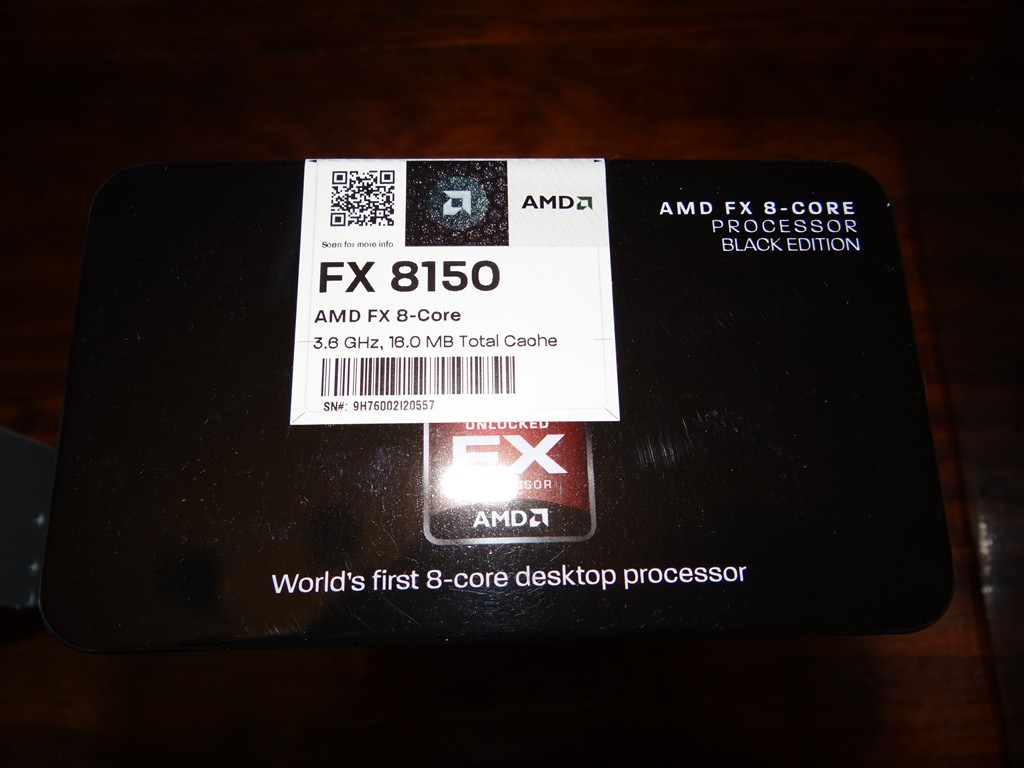 Scan for more info
AMD
FX 8150
AMD FX 8-Core
3.6 GHz, 16.0 MB Total Cache
SN#: 9H76002I20557
AMD FX 8-CORE
PROCESSOR
BLACK EDITION
UNLOCKED
FX
AMD
World's first 8-core desktop processor